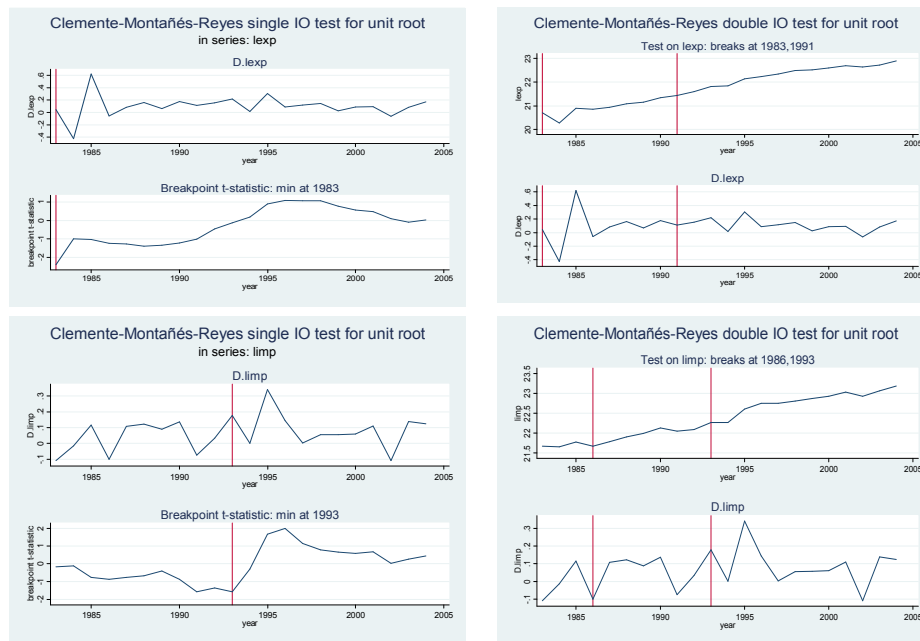 Clemente-Montañés-Reyes single IO test for unit root
in series: lexp
D.lexp
D.lexp
-.4 -.2 0 .2 .4 .6
1985 1990 1995 2000 2005
year
Breakpoint t-statistic: min at 1983
breakpoint t-statistic
-2 -1 0 1
1985 1990 1995 2000 2005
year
Clemente-Montañés-Reyes double IO test for unit root
Test on lexp: breaks at 1983,1991
lexp
20 21 22 23
1985 1990 1995 2000 2005
year
D.lexp
D.lexp
-.4 -.2 0 .2 .4 .6
1985 1990 1995 2000 2005
year
Clemente-Montañés-Reyes single IO test for unit root
in series: limp
D.limp
D.limp
-.1 0 .1 .2 .3
1985 1990 1995 2000 2005
year
Breakpoint t-statistic: min at 1993
breakpoint t-statistic
-2 -1 0 1 2
1985 1990 1995 2000 2005
year
Clemente-Montañés-Reyes double IO test for unit root
Test on limp: breaks at 1986,1993
limp
21.5 22 22.5 23 23.5
1985 1990 1995 2000 2005
year
D.limp
D.limp
-.1 0 .1 .2 .3
1985 1990 1995 2000 2005
year